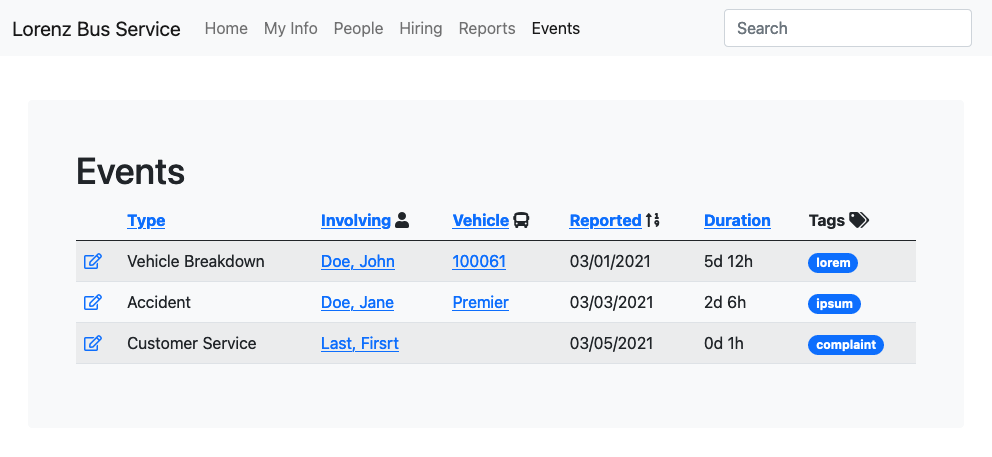 Lorenz Bus Service Home My Info People Hiring Reports Events Search
Events
Type Involving Vehicle Reported Duration Tags
Vehicle Breakdown Doe, John 100061 03/01/2021 5d 12h lorem
Accident Doe, Jane Premier 03/03/2021 2d 6h ipsum
Customer Service Last, Firsrt 03/05/2021 0d 1h complaint